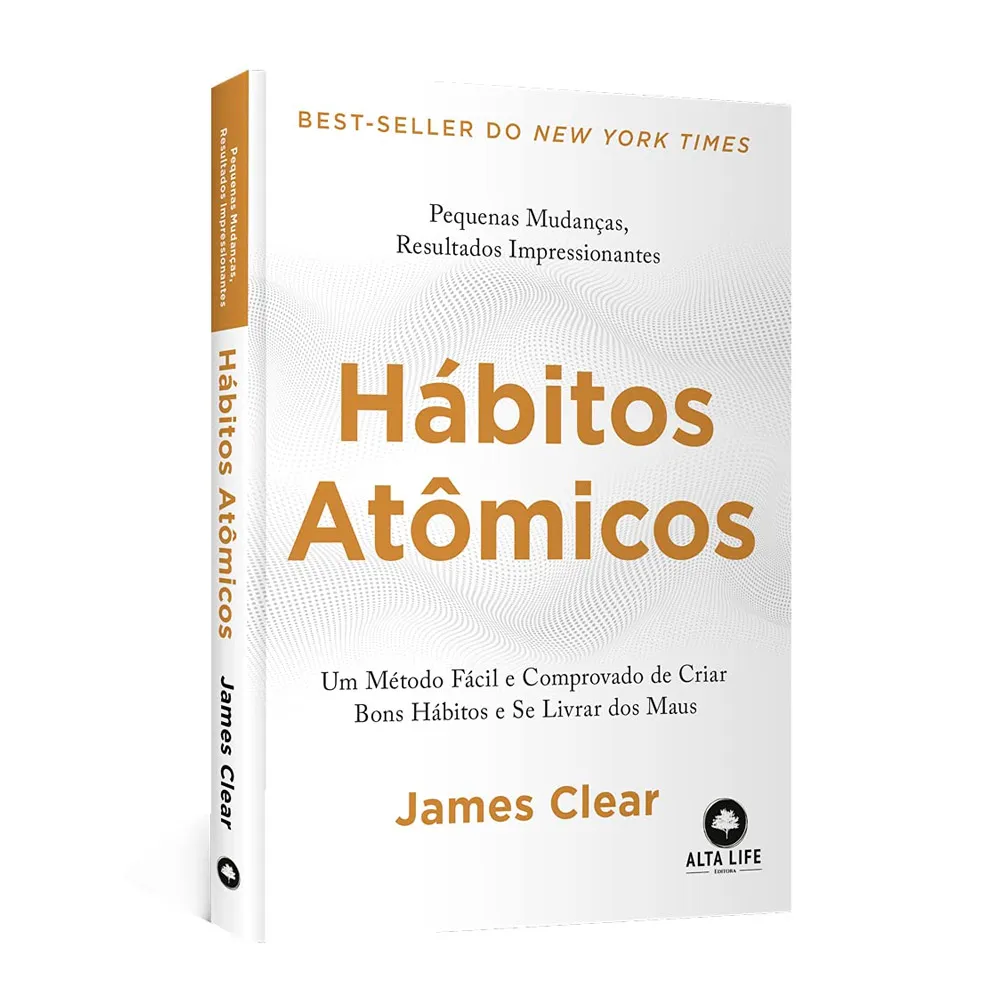 BEST-SELLER DO NEW YORK TIMES
Pequenas Mudanças,
Resultados Impressionantes
Hábitos
Atômicos
Um Método Fácil e Comprovado de Criar
Bons Hábitos e Se Livrar dos Maus
James Clear
ALTA LIFE
EDITORA
Pequenas Mudanças,
Resultados Impressionantes
Hábitos Atômicos
James Clear